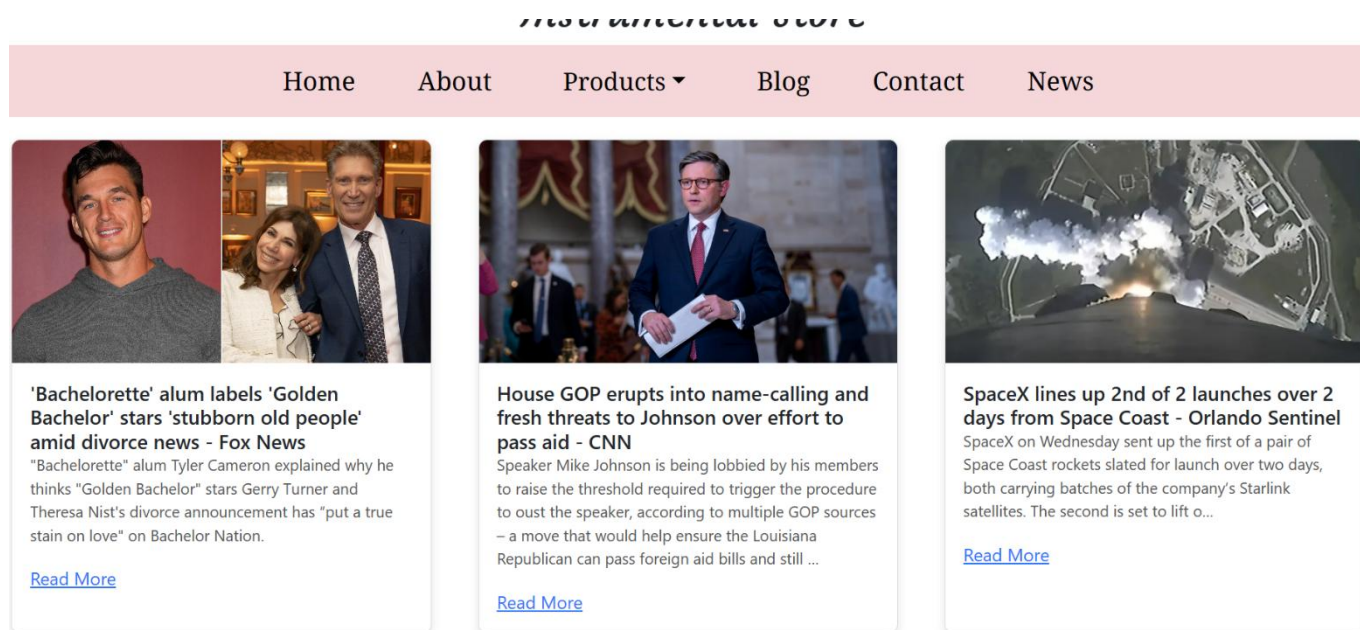 Instrumental Store
Home About Products Blog Contact News
'Bachelorette' alum labels 'Golden
Bachelor' stars 'stubborn old people'
amid divorce news - Fox News
"Bachelorette" alum Tyler Cameron explained why he
thinks "Golden Bachelor" stars Gerry Turner and
Theresa Nist's divorce announcement has “put a true
stain on love" on Bachelor Nation.
Read More
House GOP erupts into name-calling and
fresh threats to Johnson over effort to
pass aid - CNN
Speaker Mike Johnson is being lobbied by his members
to raise the threshold required to trigger the procedure
to oust the speaker, according to multiple GOP sources
– a move that would help ensure the Louisiana
Republican can pass foreign aid bills and still ...
Read More
SpaceX lines up 2nd of 2 launches over 2
days from Space Coast - Orlando Sentinel
SpaceX on Wednesday sent up the first of a pair of
Space Coast rockets slated for launch over two days,
both carrying batches of the company’s Starlink
satellites. The second is set to lift o...
Read More